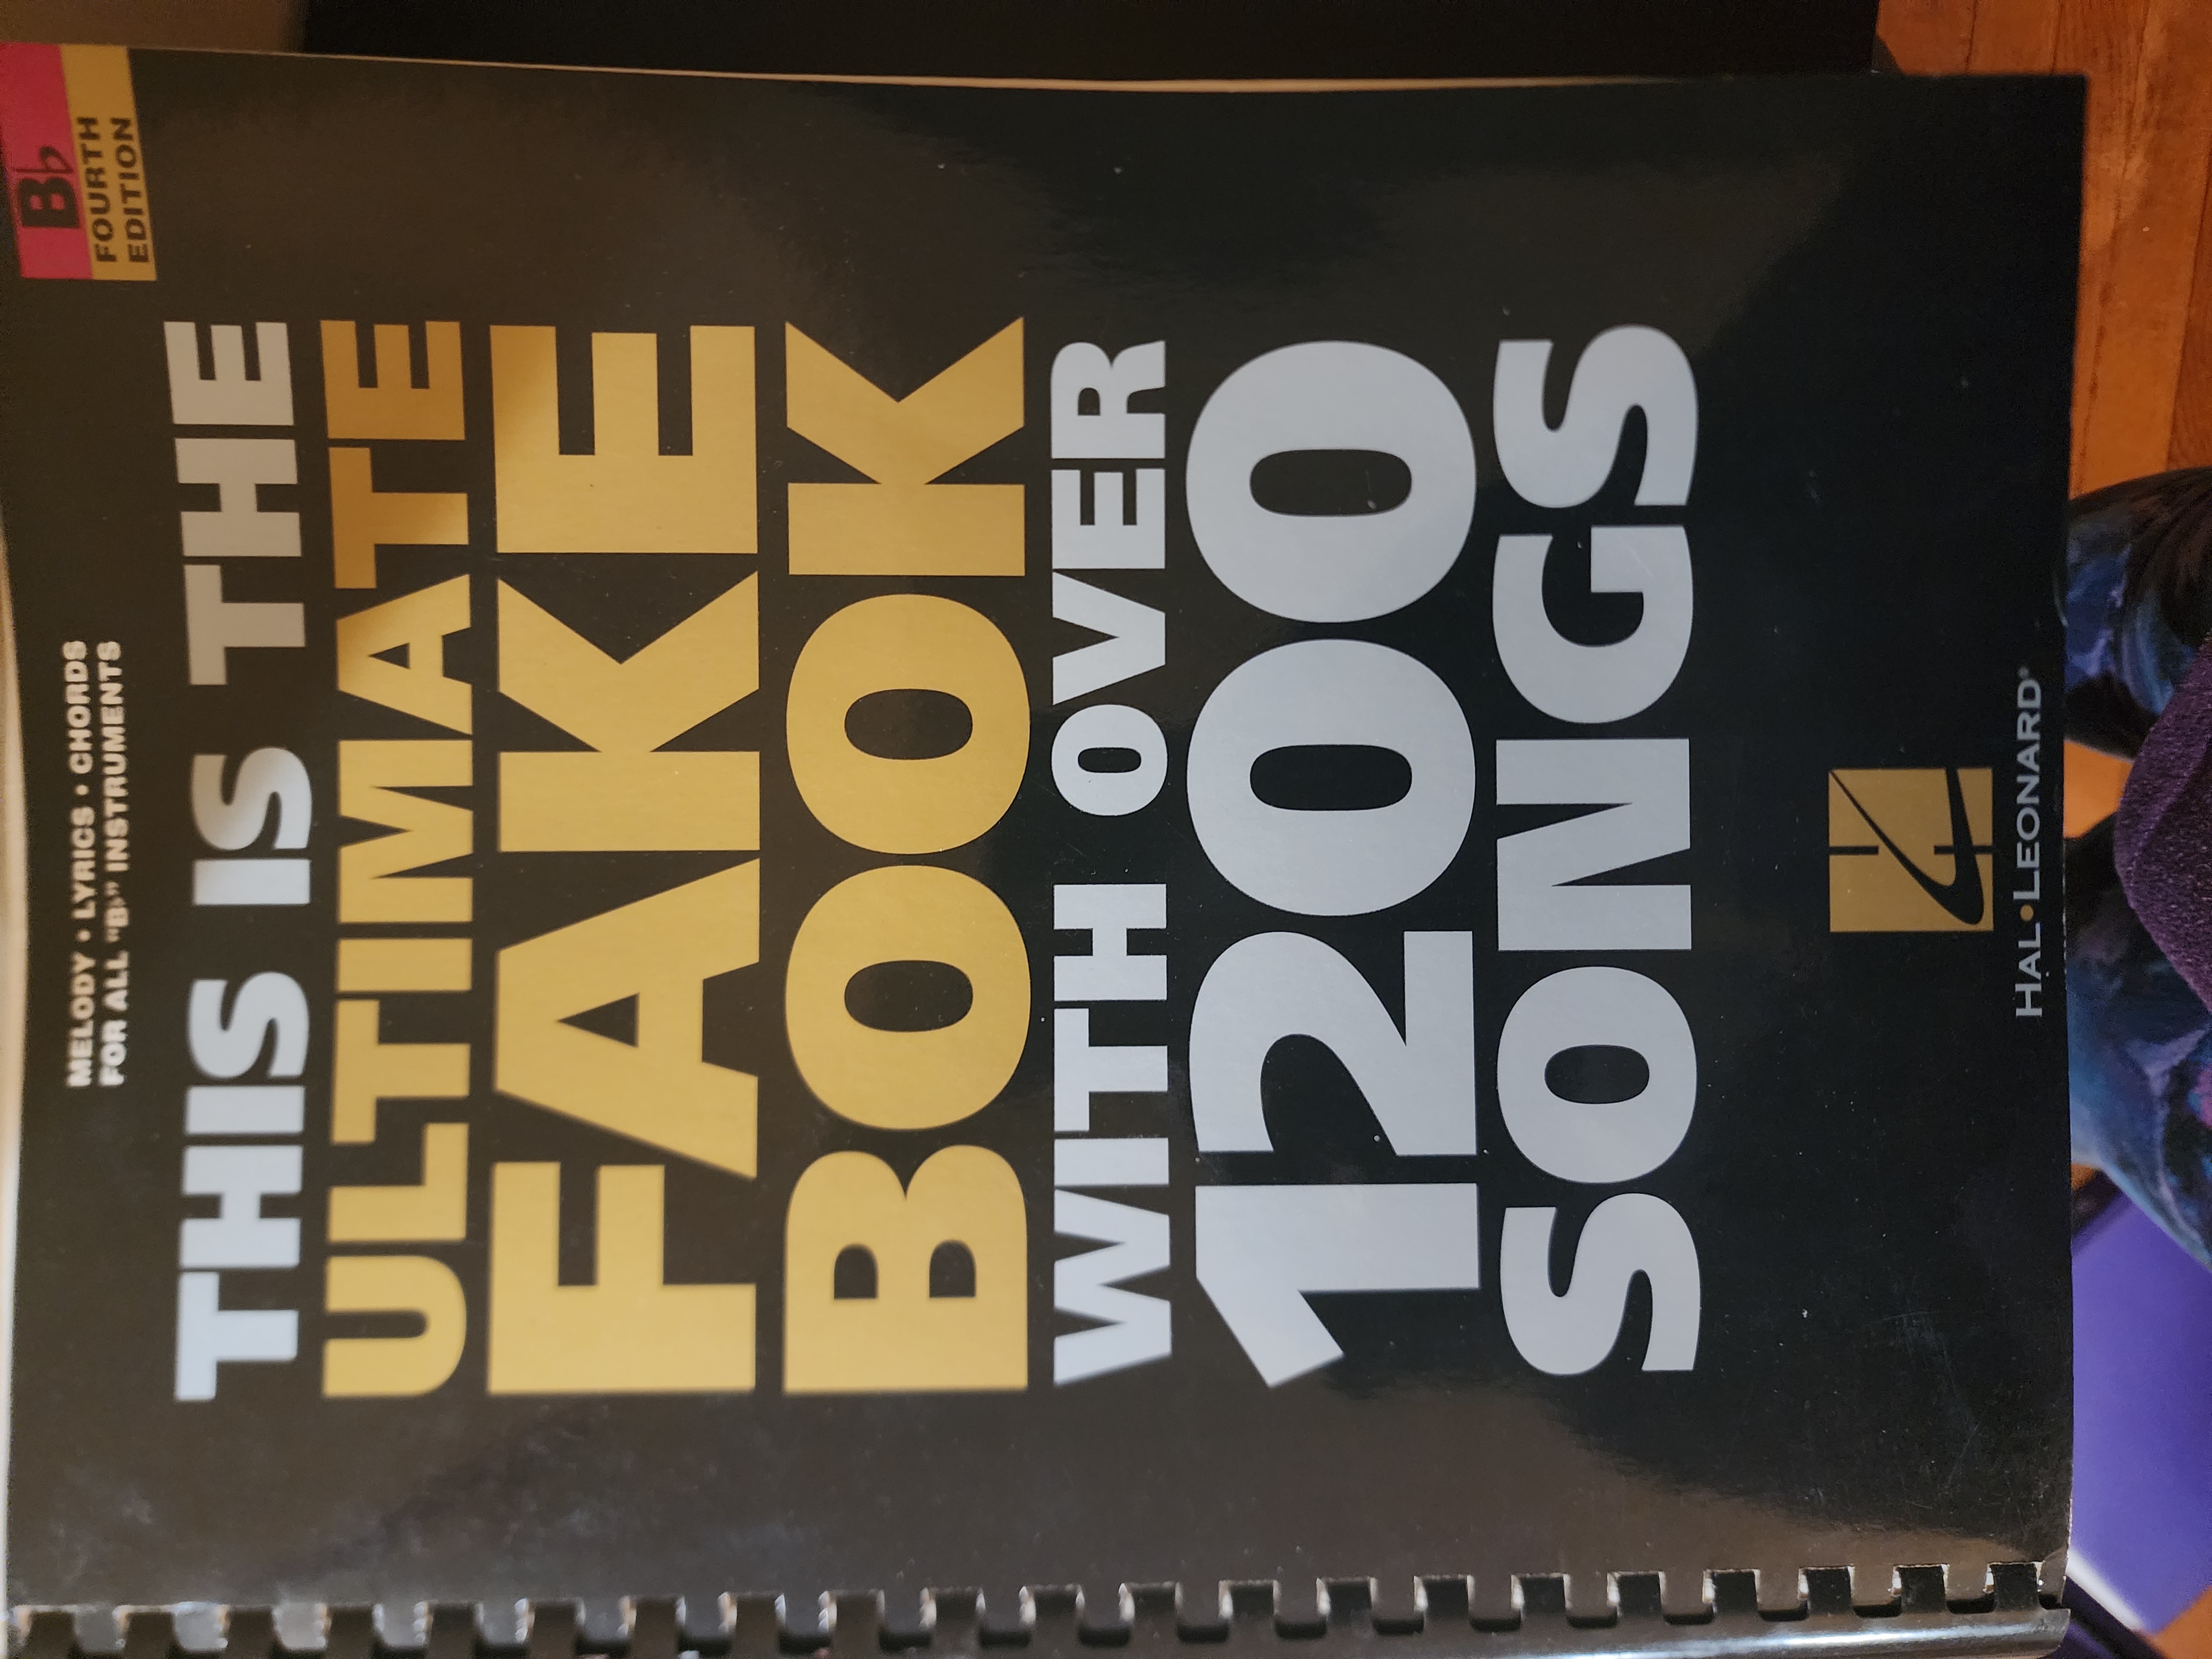 MELODY • LYRICS • CHORDS
FOR ALL "B♭" INSTRUMENTS
B♭
FOURTH
EDITION
THIS IS THE
ULTIMATE
FAKE
BOOK
WITH OVER
1200
SONGS
HAL•LEONARD®